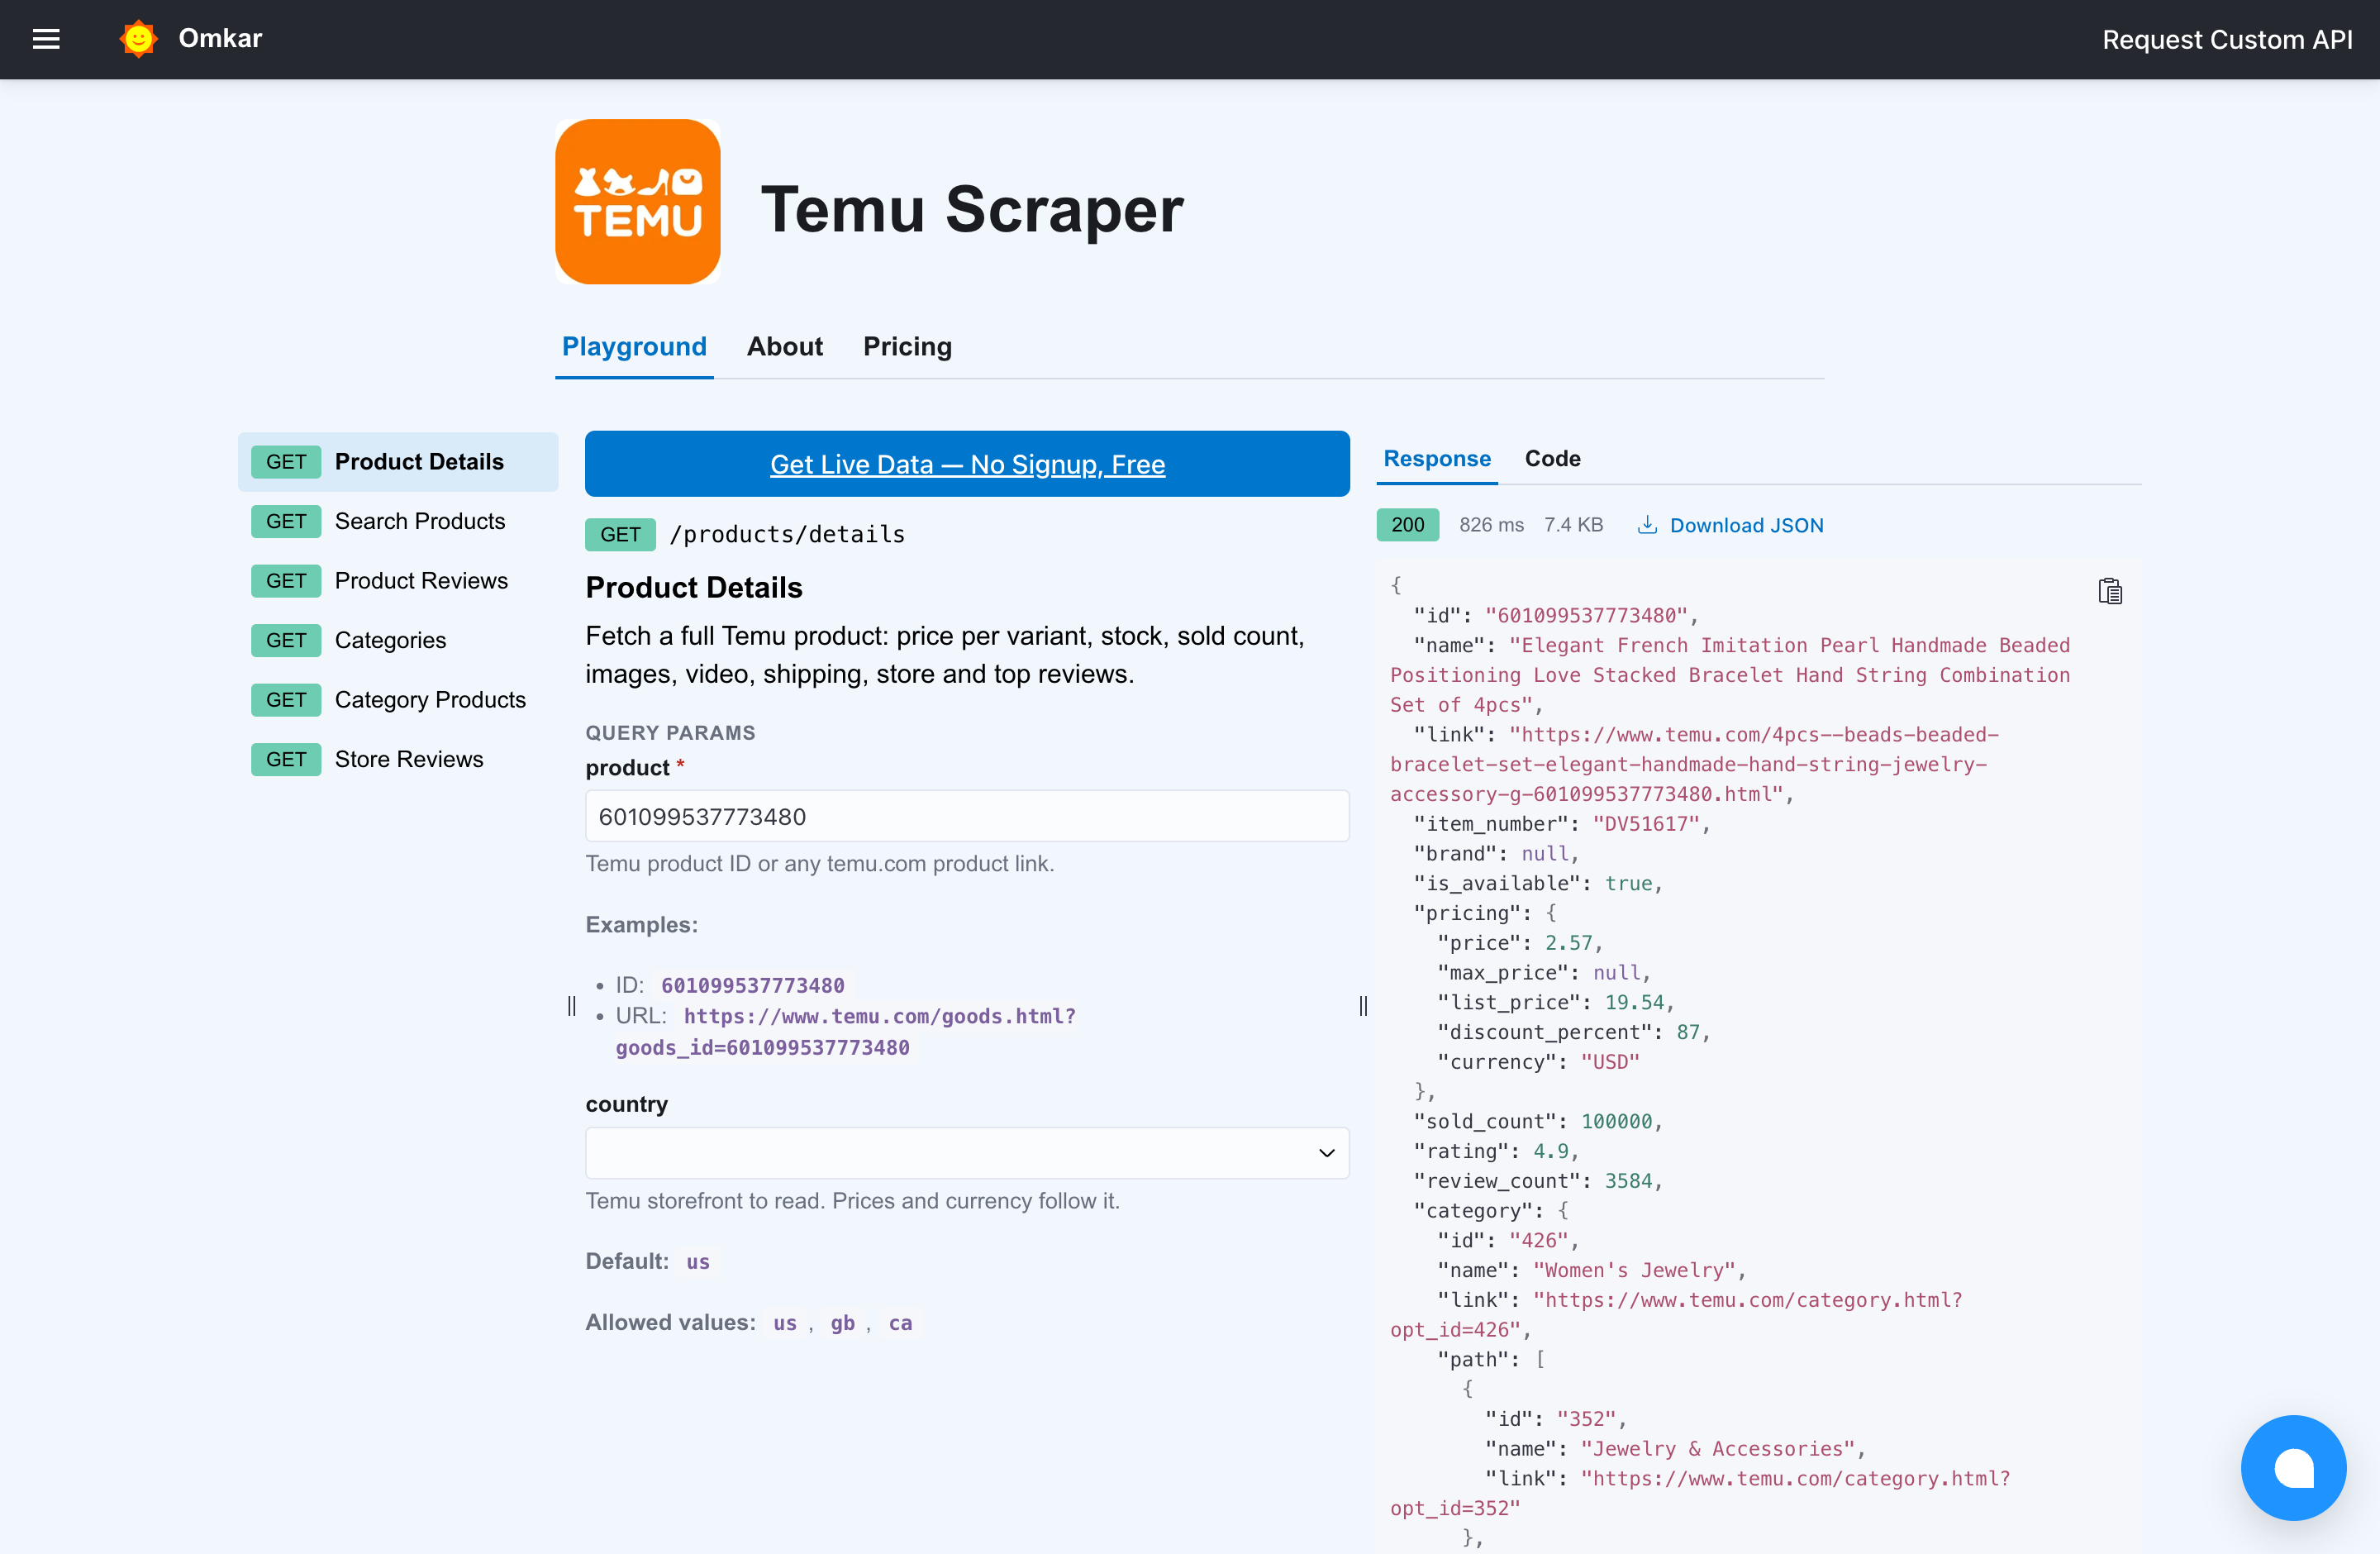 Omkar
Request Custom API
TEMU
Temu Scraper
Playground
About
Pricing
GET Product Details
GET Search Products
GET Product Reviews
GET Categories
GET Category Products
GET Store Reviews
Get Live Data — No Signup, Free
GET /products/details
Product Details
Fetch a full Temu product: price per variant, stock, sold count,
images, video, shipping, store and top reviews.
QUERY PARAMS
product *
601099537773480
Temu product ID or any temu.com product link.
Examples:
• ID: 601099537773480
• URL: https://www.temu.com/goods.html?
goods_id=601099537773480
country
Temu storefront to read. Prices and currency follow it.
Default: us
Allowed values: us , gb , ca
Response
Code
200 826 ms 7.4 KB Download JSON
{
"id": "601099537773480",
"name": "Elegant French Imitation Pearl Handmade Beaded
Positioning Love Stacked Bracelet Hand String Combination
Set of 4pcs",
"link": "https://www.temu.com/4pcs--beads-beaded-
bracelet-set-elegant-handmade-hand-string-jewelry-
accessory-g-601099537773480.html",
"item_number": "DV51617",
"brand": null,
"is_available": true,
"pricing": {
"price": 2.57,
"max_price": null,
"list_price": 19.54,
"discount_percent": 87,
"currency": "USD"
},
"sold_count": 100000,
"rating": 4.9,
"review_count": 3584,
"category": {
"id": "426",
"name": "Women's Jewelry",
"link": "https://www.temu.com/category.html?
opt_id=426",
"path": [
{
"id": "352",
"name": "Jewelry & Accessories",
"link": "https://www.temu.com/category.html?
opt_id=352"
},